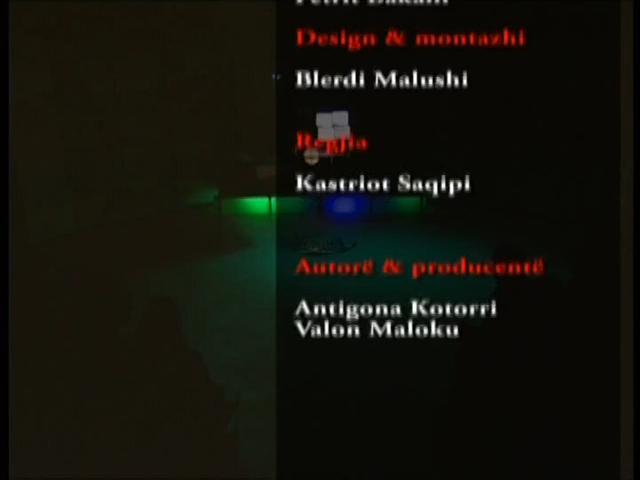 Design & montazhi
Blerdi Malushi
Regjia
Kastriot Saqipi
Autorë & producentë
Antigona Kotorri
Valon Maloku